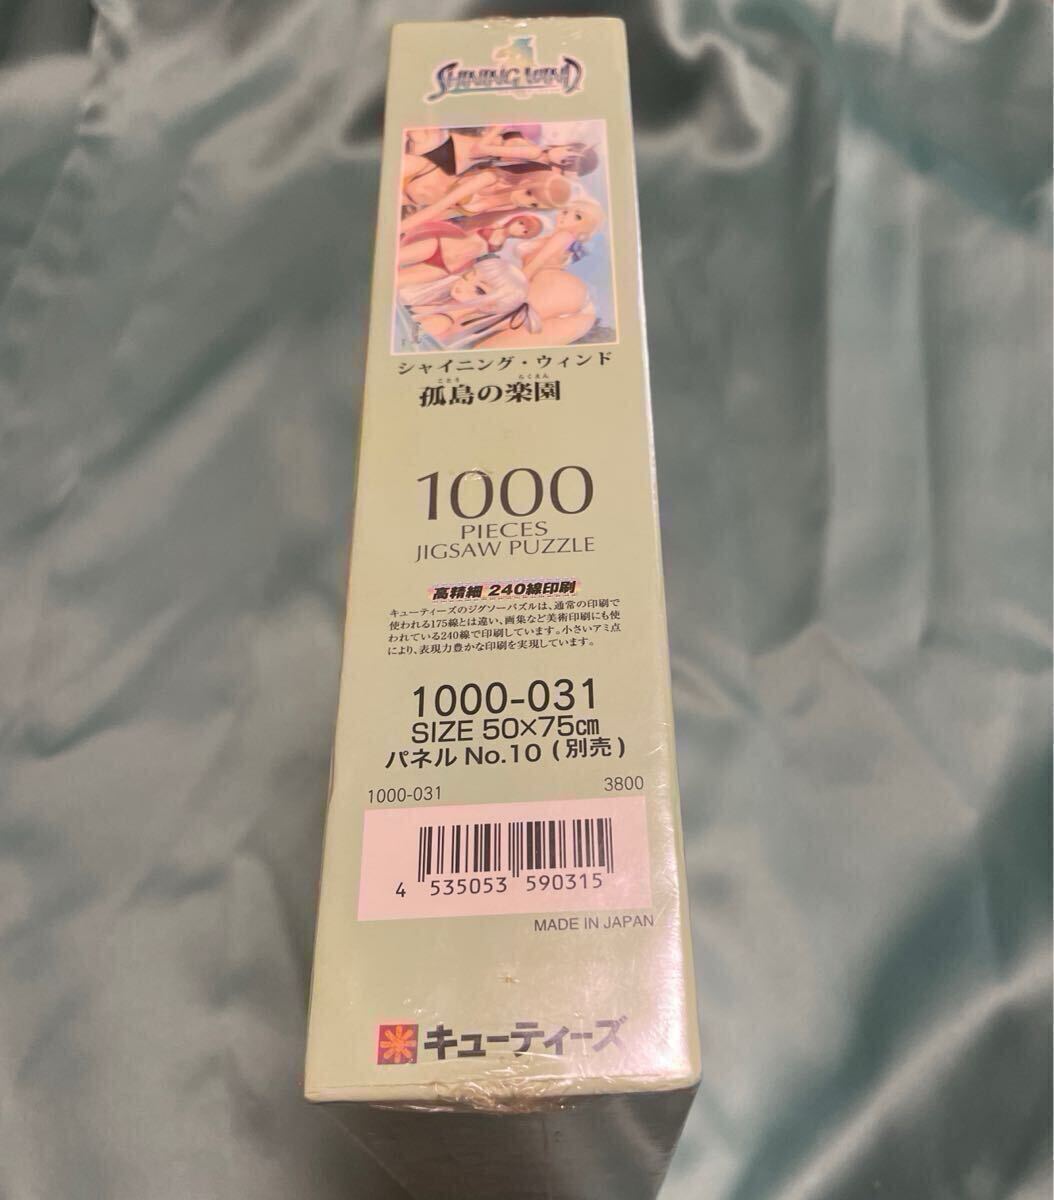 SHINING WIND
シャイニング・ウィンド
ことう らくえん
孤島の楽園
1000
PIECES
JIGSAW PUZZLE
高精細 240線印刷
キューティーズのジグソーパズルは、通常の印刷で
使われる175線とは違い、画集など美術印刷にも使
われている240線で印刷しています。小さいアミ点
により、表現力豊かな印刷を実現しています。
1000-031
SIZE 50×75㎝
パネル No.10 (別売)
1000-031 3800
4 535053 590315
MADE IN JAPAN
キューティーズ